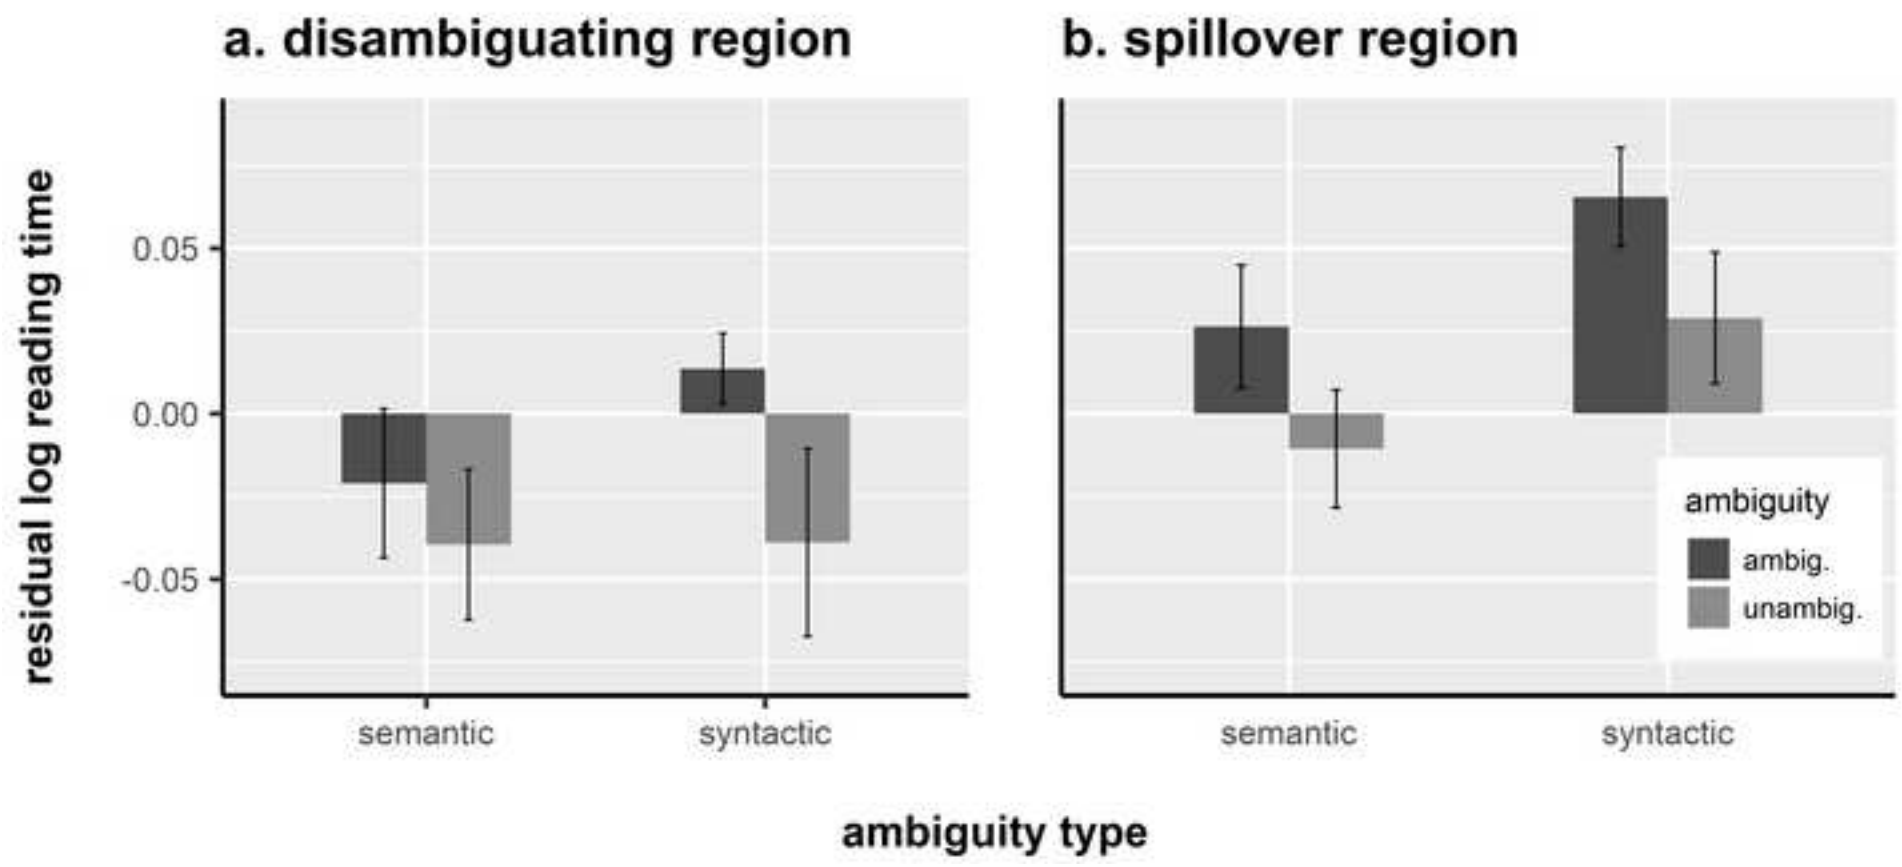 a. disambiguating region
b. spillover region
residual log reading time
0.05
0.00
-0.05
semantic
syntactic
semantic
syntactic
ambiguity
ambig.
unambig.
ambiguity type